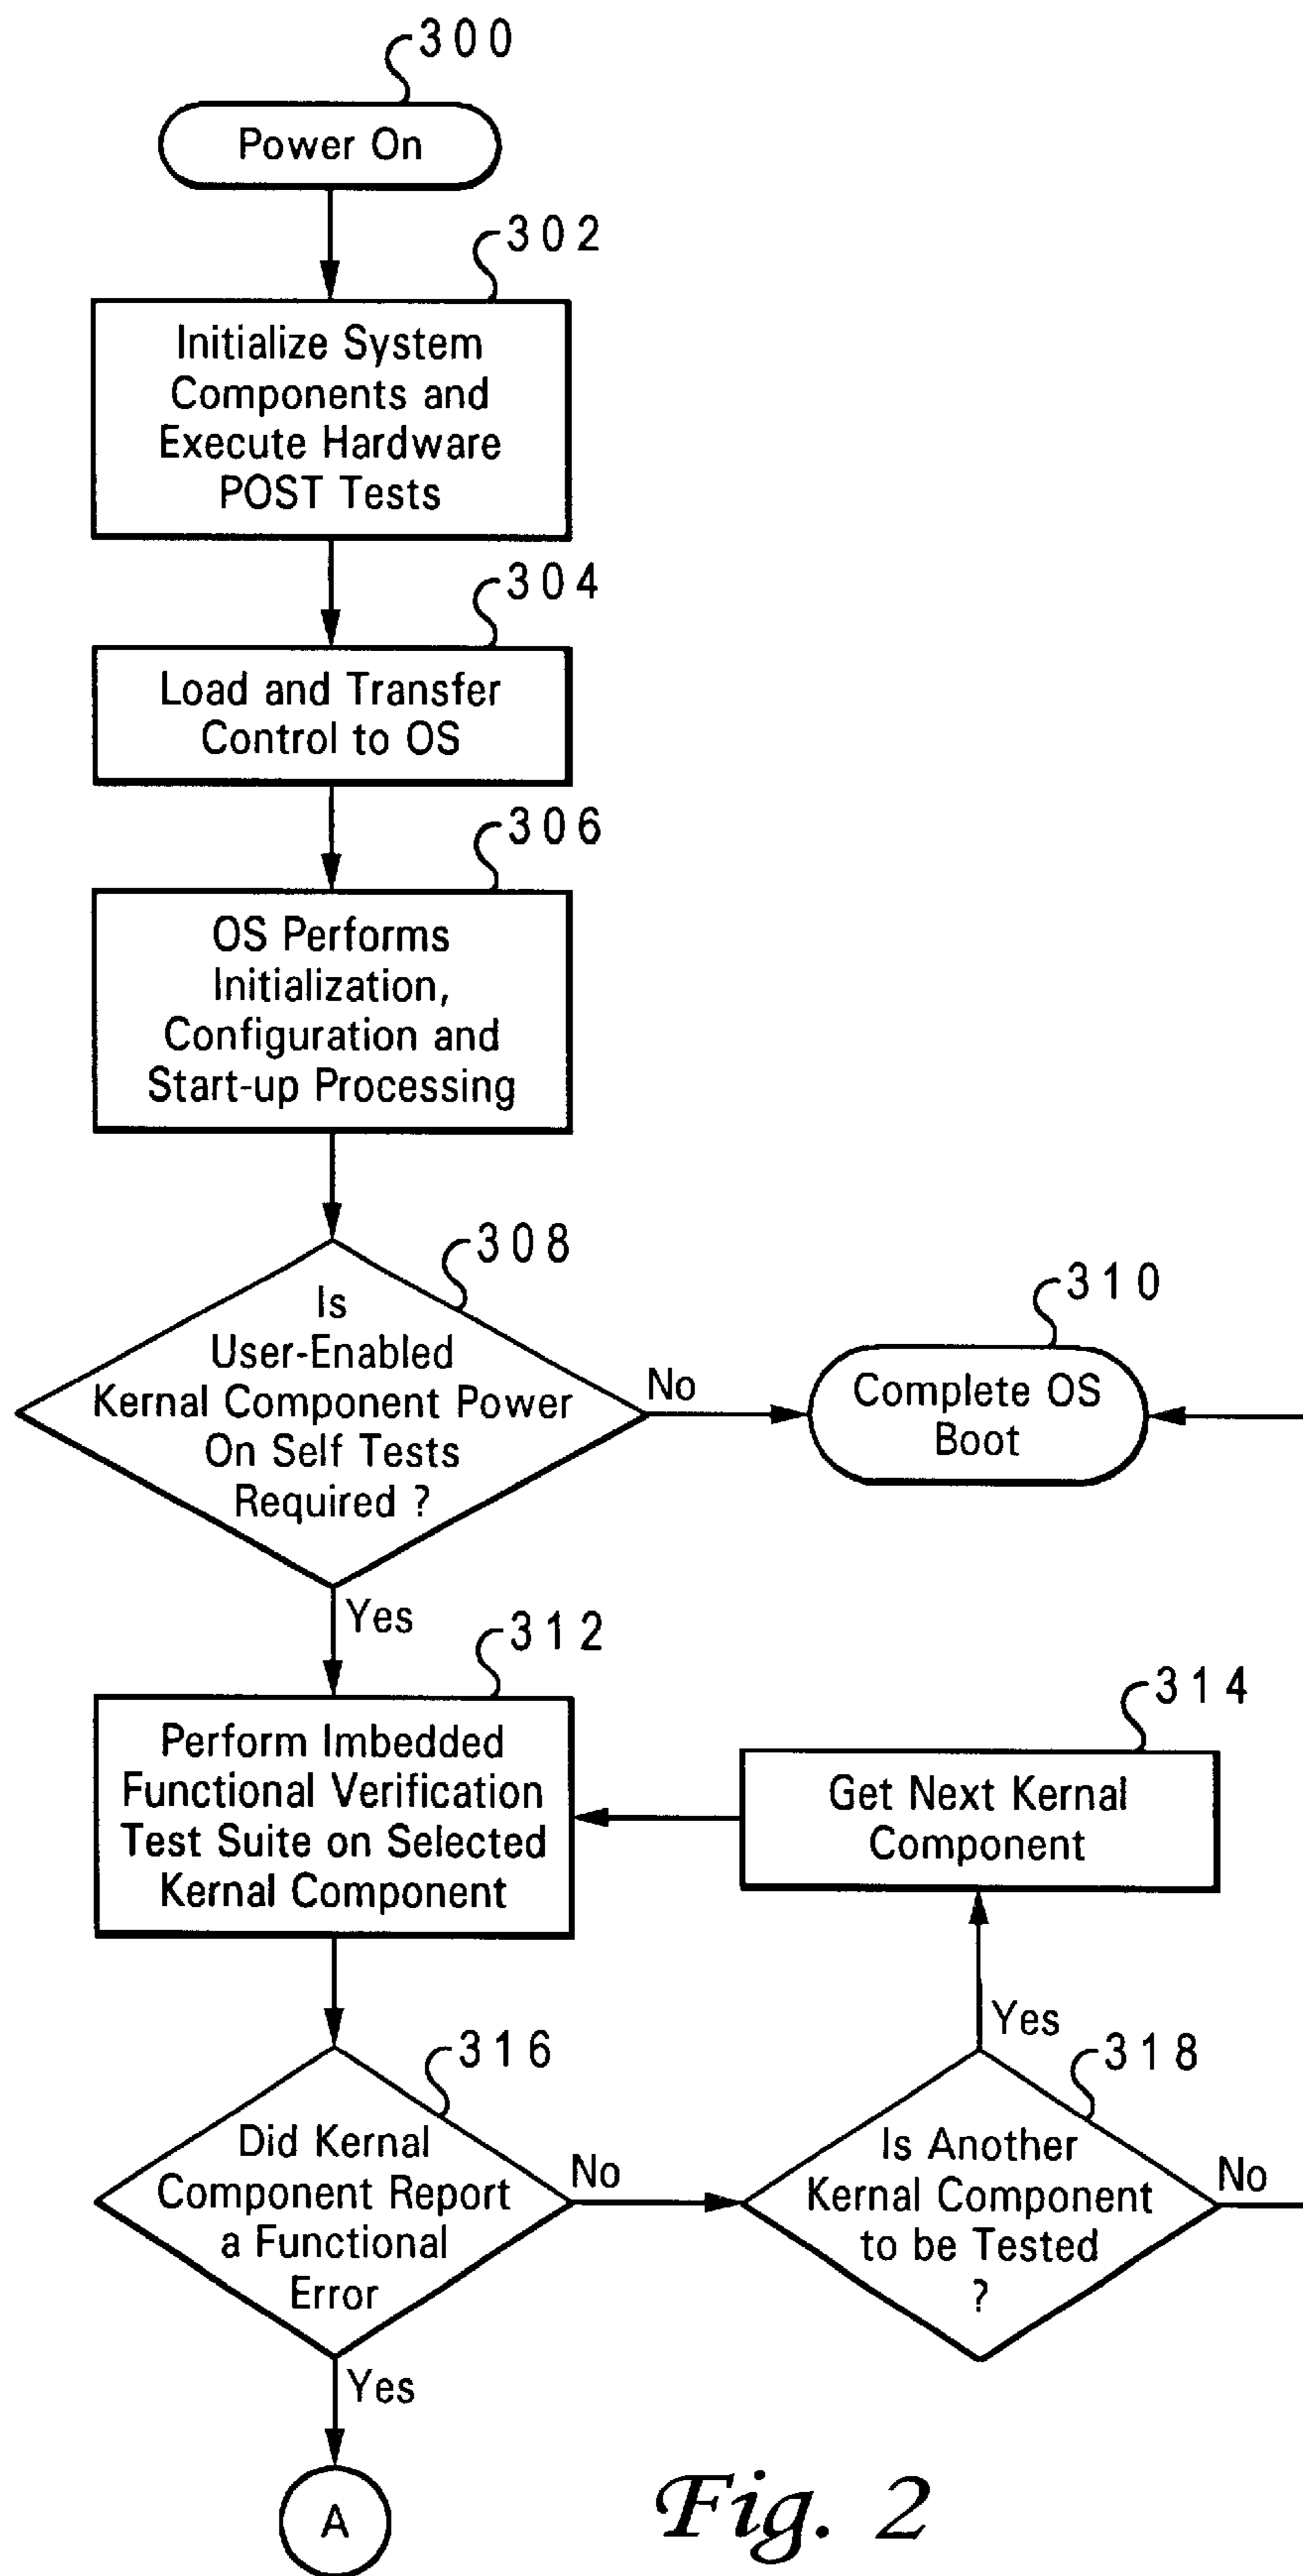 300
Power On
302
Initialize System
Components and
Execute Hardware
POST Tests
304
Load and Transfer
Control to OS
306
OS Performs
Initialization,
Configuration and
Start-up Processing
308
Is
User-Enabled
Kernal Component Power
On Self Tests
Required ?
No
310
Complete OS
Boot
Yes
312
Perform Imbedded
Functional Verification
Test Suite on Selected
Kernal Component
314
Get Next Kernal
Component
316
Did Kernal
Component Report
a Functional
Error
No
Yes
318
Is Another
Kernal Component
to be Tested
?
No
Yes
A
Fig. 2